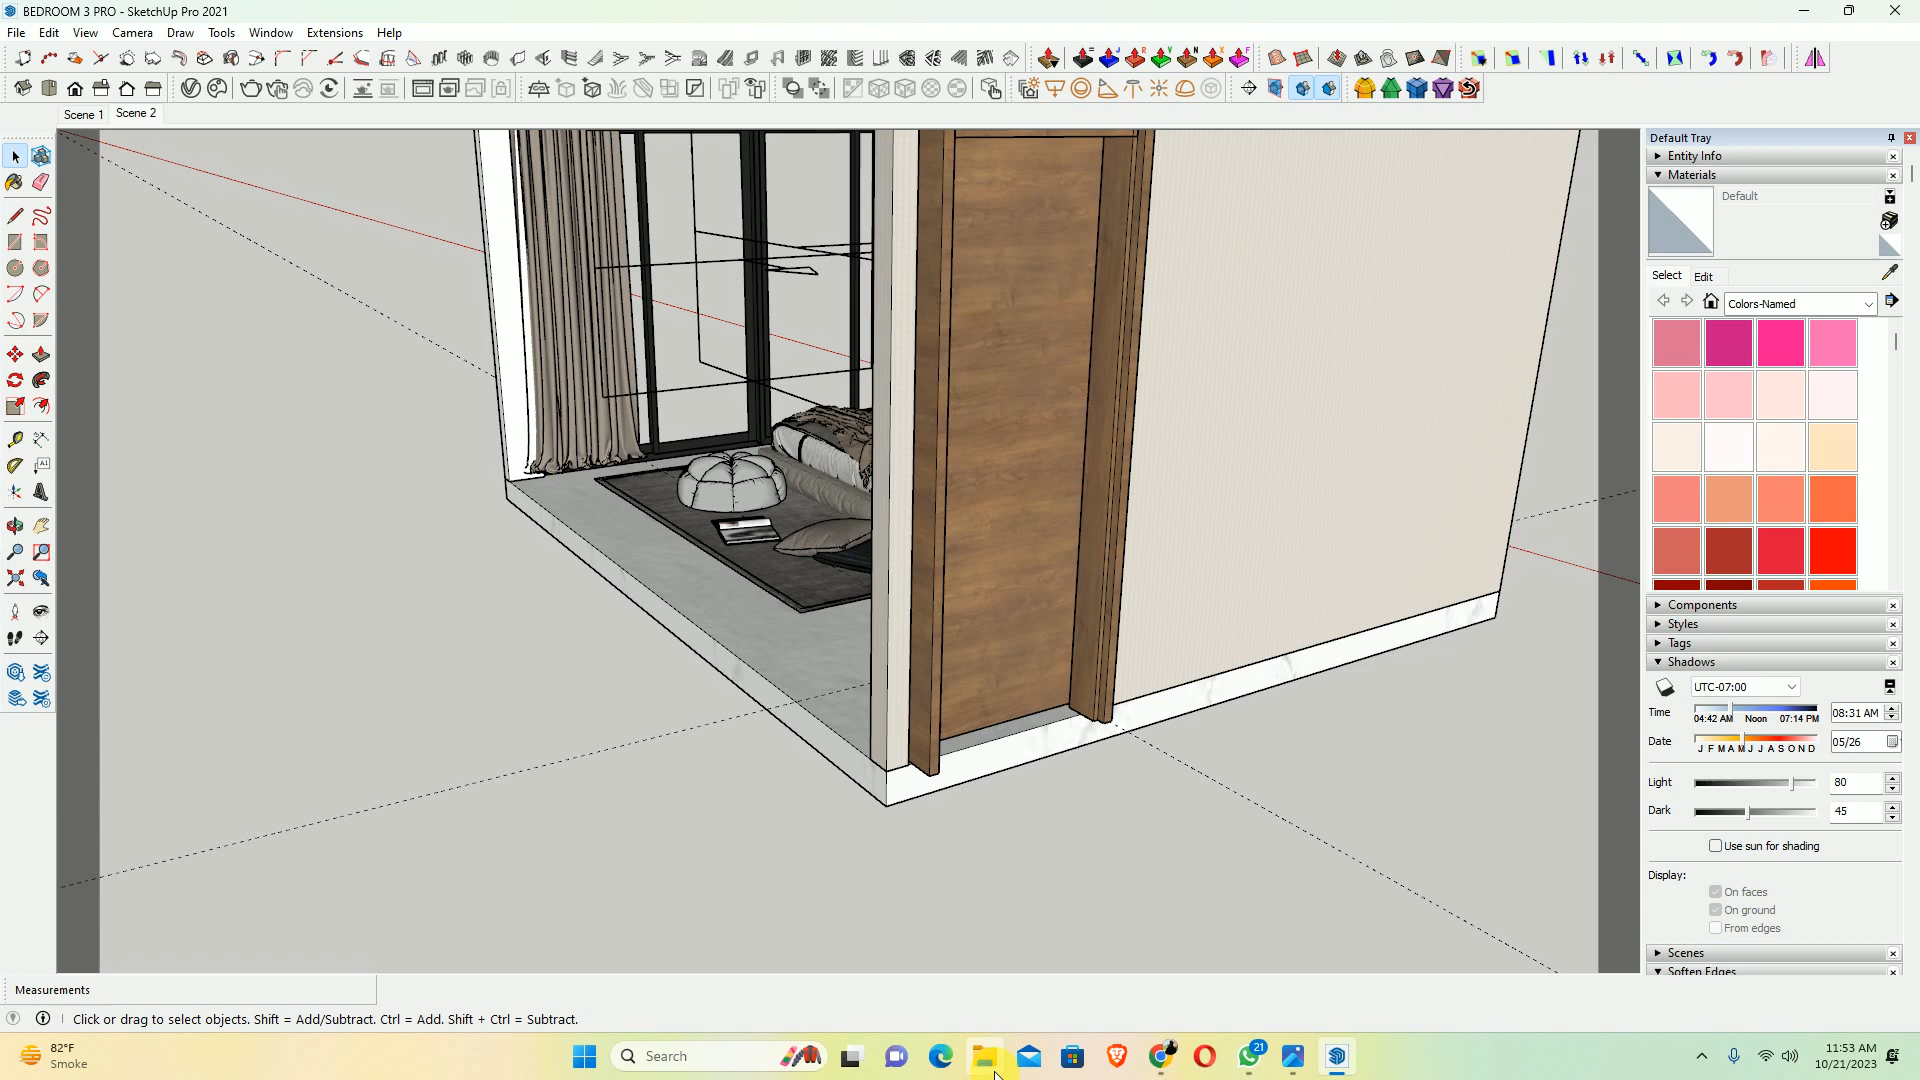 BEDROOM 3 PRO - SketchUp Pro 2021
File Edit View Camera Draw Tools Window Extensions Help
Scene 1 Scene 2
Default Tray
Entity Info
Materials
Default
Select Edit
Colors-Named
Components
Styles
Tags
Shadows
UTC-07:00
Time 04:42 AM Noon 07:14 PM 08:31 AM
Date J F M A M J J A S O N D 05/26
Light 80
Dark 45
Use sun for shading
Display:
On faces
On ground
From edges
Scenes
Soften Edges
Measurements
Click or drag to select objects. Shift = Add/Subtract. Ctrl = Add. Shift + Ctrl = Subtract.
82°F
Smoke
Search
21
11:53 AM
10/21/2023